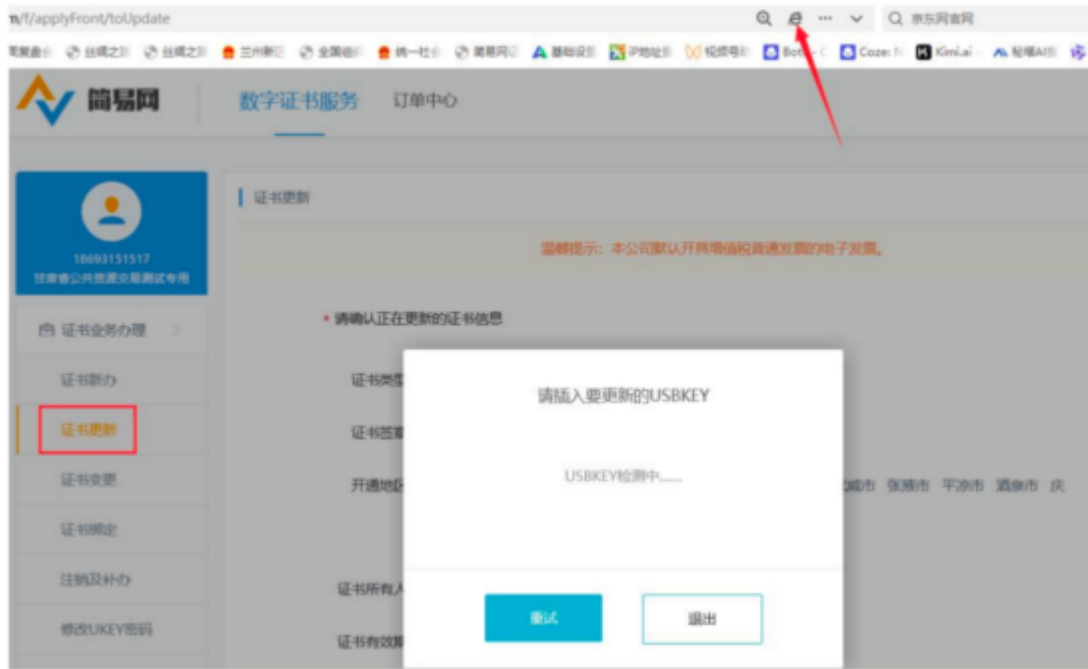 m/f/applyFront/toUpdate
京东网官网
丝绸之
丝绸之
兰州新区
全国
统一社
简易网
基础设
IP地址
视频号
Bot
C
Coze: N
Kimi.ai -
秘塔AI
简易网
数字证书服务
订单中心
18693151517
甘肃省公共资源交易测试专用
证书更新
温馨提示：本公司默认开具增值税普通发票的电子发票。
证书业务办理 >
* 请确认正在更新的证书信息
证书新办
证书类型
请插入要更新的USBKEY
证书更新
证书签章
证书变更
开通地区
USBKEY检测中......
威市 张掖市 平凉市 酒泉市 庆
证书绑定
注销及补办
证书所有人
重试
退出
修改UKEY密码
证书有效期